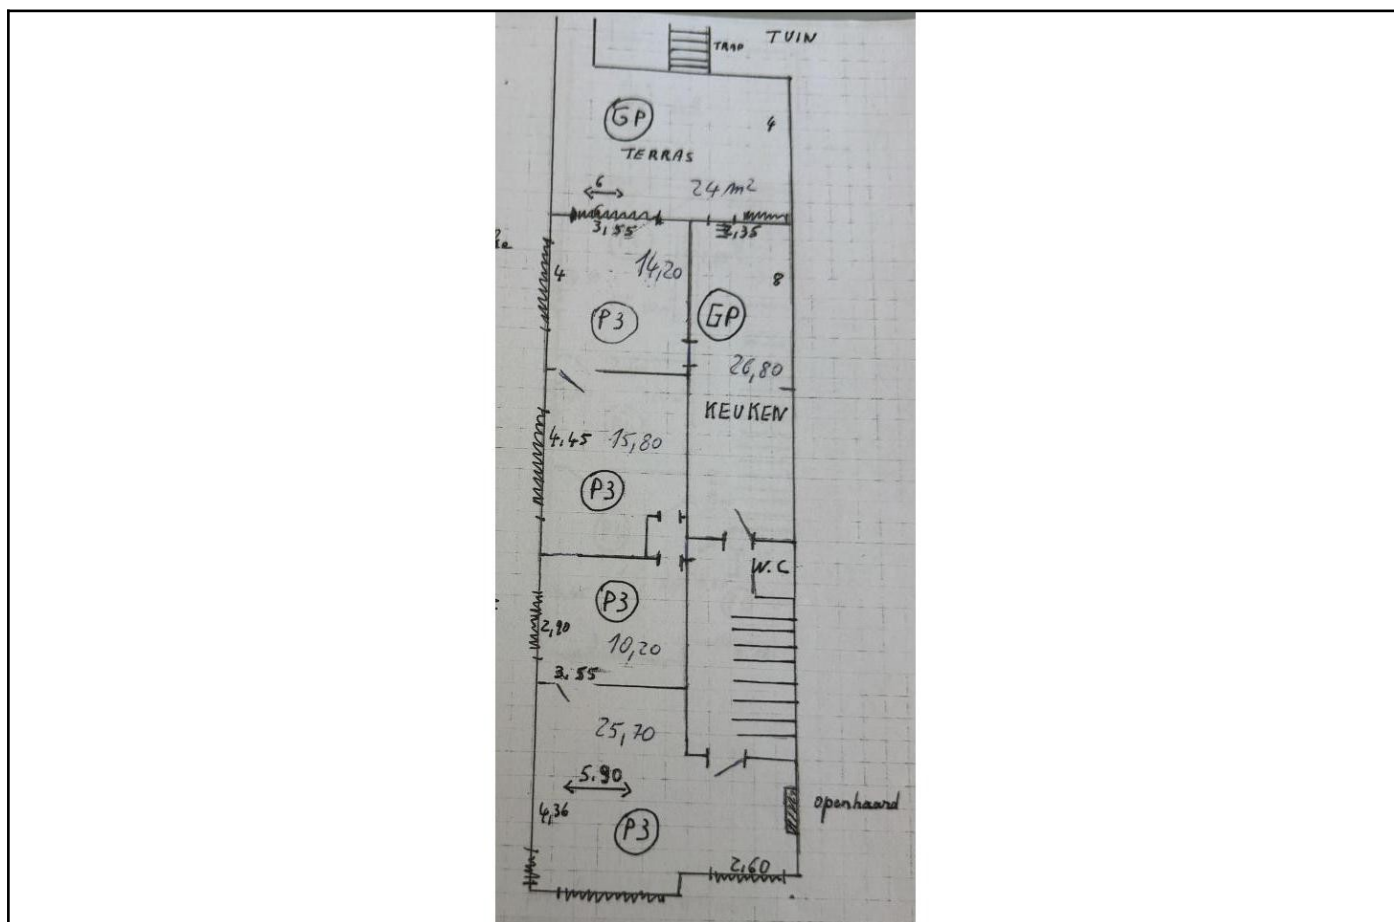 TUIN
TRAP
GP
4
TERRAS
6
24 m²
3,55
3,35
4
14,20
8
P3
GP
26,80
KEUKEN
4.45
15,80
P3
W.C
P3
2,90
10,20
3.55
25,70
5.90
openhaard
4,36
P3
2,60